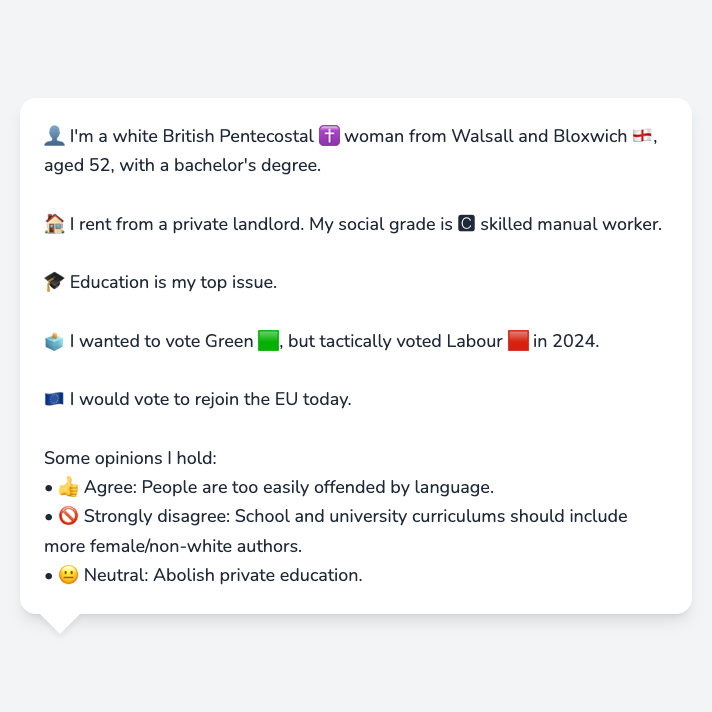 👤 I'm a white British Pentecostal ✝️ woman from Walsall and Bloxwich 🏴󠁧󠁢󠁥󠁮󠁧󠁿,
aged 52, with a bachelor's degree.
🏠 I rent from a private landlord. My social grade is 🅲 skilled manual worker.
🎓 Education is my top issue.
🗳️ I wanted to vote Green 🟩, but tactically voted Labour 🟥 in 2024.
🇪🇺 I would vote to rejoin the EU today.
Some opinions I hold:
• 👍 Agree: People are too easily offended by language.
• 🚫 Strongly disagree: School and university curriculums should include
more female/non-white authors.
• 😐 Neutral: Abolish private education.